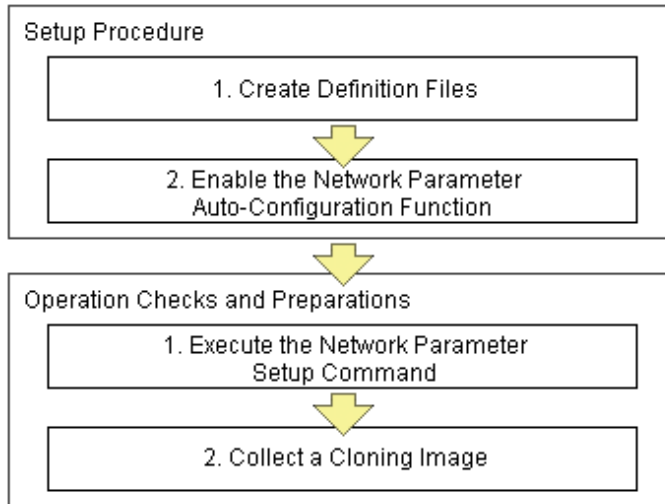 Setup Procedure
1. Create Definition Files
2. Enable the Network Parameter
Auto-Configuration Function
Operation Checks and Preparations
1. Execute the Network Parameter
Setup Command
2. Collect a Cloning Image